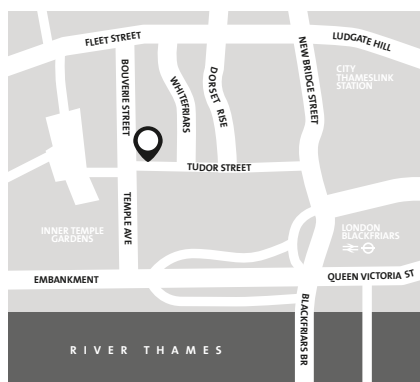 FLEET STREET
LUDGATE HILL
NEW BRIDGE STREET
BOUVERIE STREET
WHITEFRIARS
DORSET RISE
CITY
THAMESLINK
STATION
TUDOR STREET
TEMPLE AVE
INNER TEMPLE
GARDENS
LONDON
BLACKFRIARS
EMBANKMENT
QUEEN VICTORIA ST
BLACKFRIARS BR
RIVER THAMES